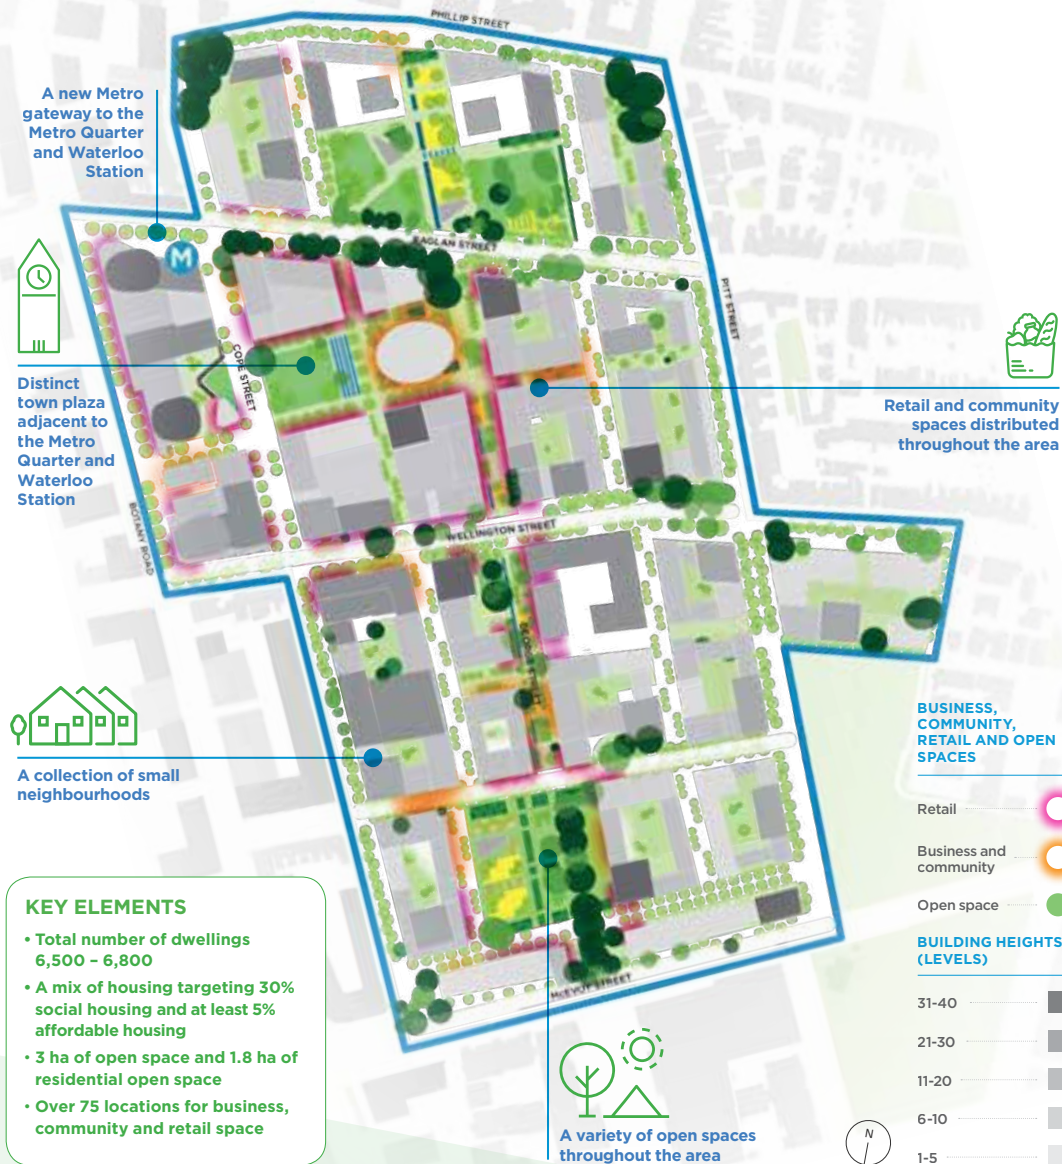 PHILLIP STREET
A new Metro
gateway to the
Metro Quarter
and Waterloo
Station
M
RAGLAN STREET
PITT STREET
COPE STREET
Distinct
town plaza
adjacent to
the Metro
Quarter and
Waterloo
Station
Retail and community
spaces distributed
throughout the area
BOTANY ROAD
WELLINGTON STREET
A collection of small
neighbourhoods
BUSINESS,
COMMUNITY,
RETAIL AND OPEN
SPACES
Retail
Business and
community
Open space
BUILDING HEIGHTS
(LEVELS)
31-40
21-30
11-20
6-10
1-5
KEY ELEMENTS
• Total number of dwellings
6,500 – 6,800
• A mix of housing targeting 30%
social housing and at least 5%
affordable housing
• 3 ha of open space and 1.8 ha of
residential open space
• Over 75 locations for business,
community and retail space
McEVOY STREET
A variety of open spaces
throughout the area
N